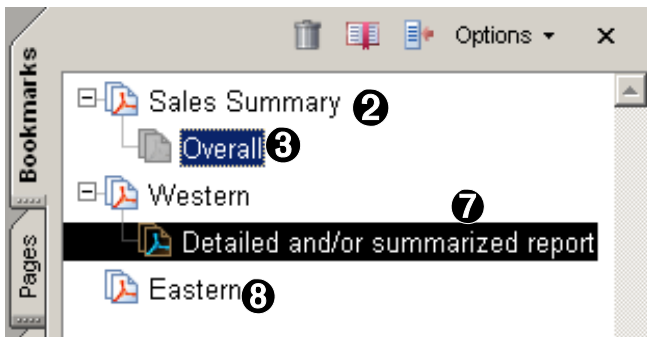 Options
Bookmarks
Pages
Sales Summary 2
Overall 3
Western
7
Detailed and/or summarized report
Eastern 8